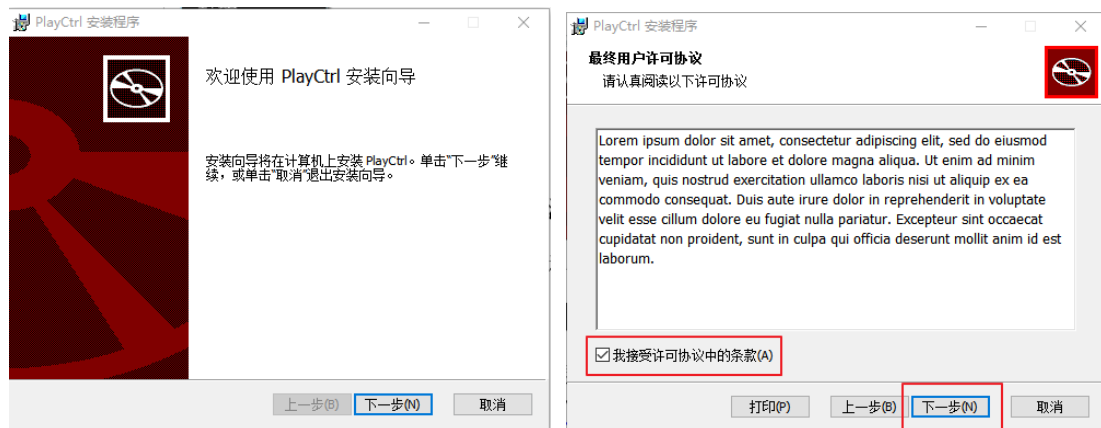 PlayCtrl 安装程序
欢迎使用 PlayCtrl 安装向导
安装向导将在计算机上安装 PlayCtrl。单击"下一步"继
续，或单击"取消"退出安装向导。
上一步(B)
下一步(N)
取消
PlayCtrl 安装程序
最终用户许可协议
请认真阅读以下许可协议
Lorem ipsum dolor sit amet, consectetur adipiscing elit, sed do eiusmod
tempor incididunt ut labore et dolore magna aliqua. Ut enim ad minim
veniam, quis nostrud exercitation ullamco laboris nisi ut aliquip ex ea
commodo consequat. Duis aute irure dolor in reprehenderit in voluptate
velit esse cillum dolore eu fugiat nulla pariatur. Excepteur sint occaecat
cupidatat non proident, sunt in culpa qui officia deserunt mollit anim id est
laborum.
我接受许可协议中的条款(A)
打印(P)
上一步(B)
下一步(N)
取消